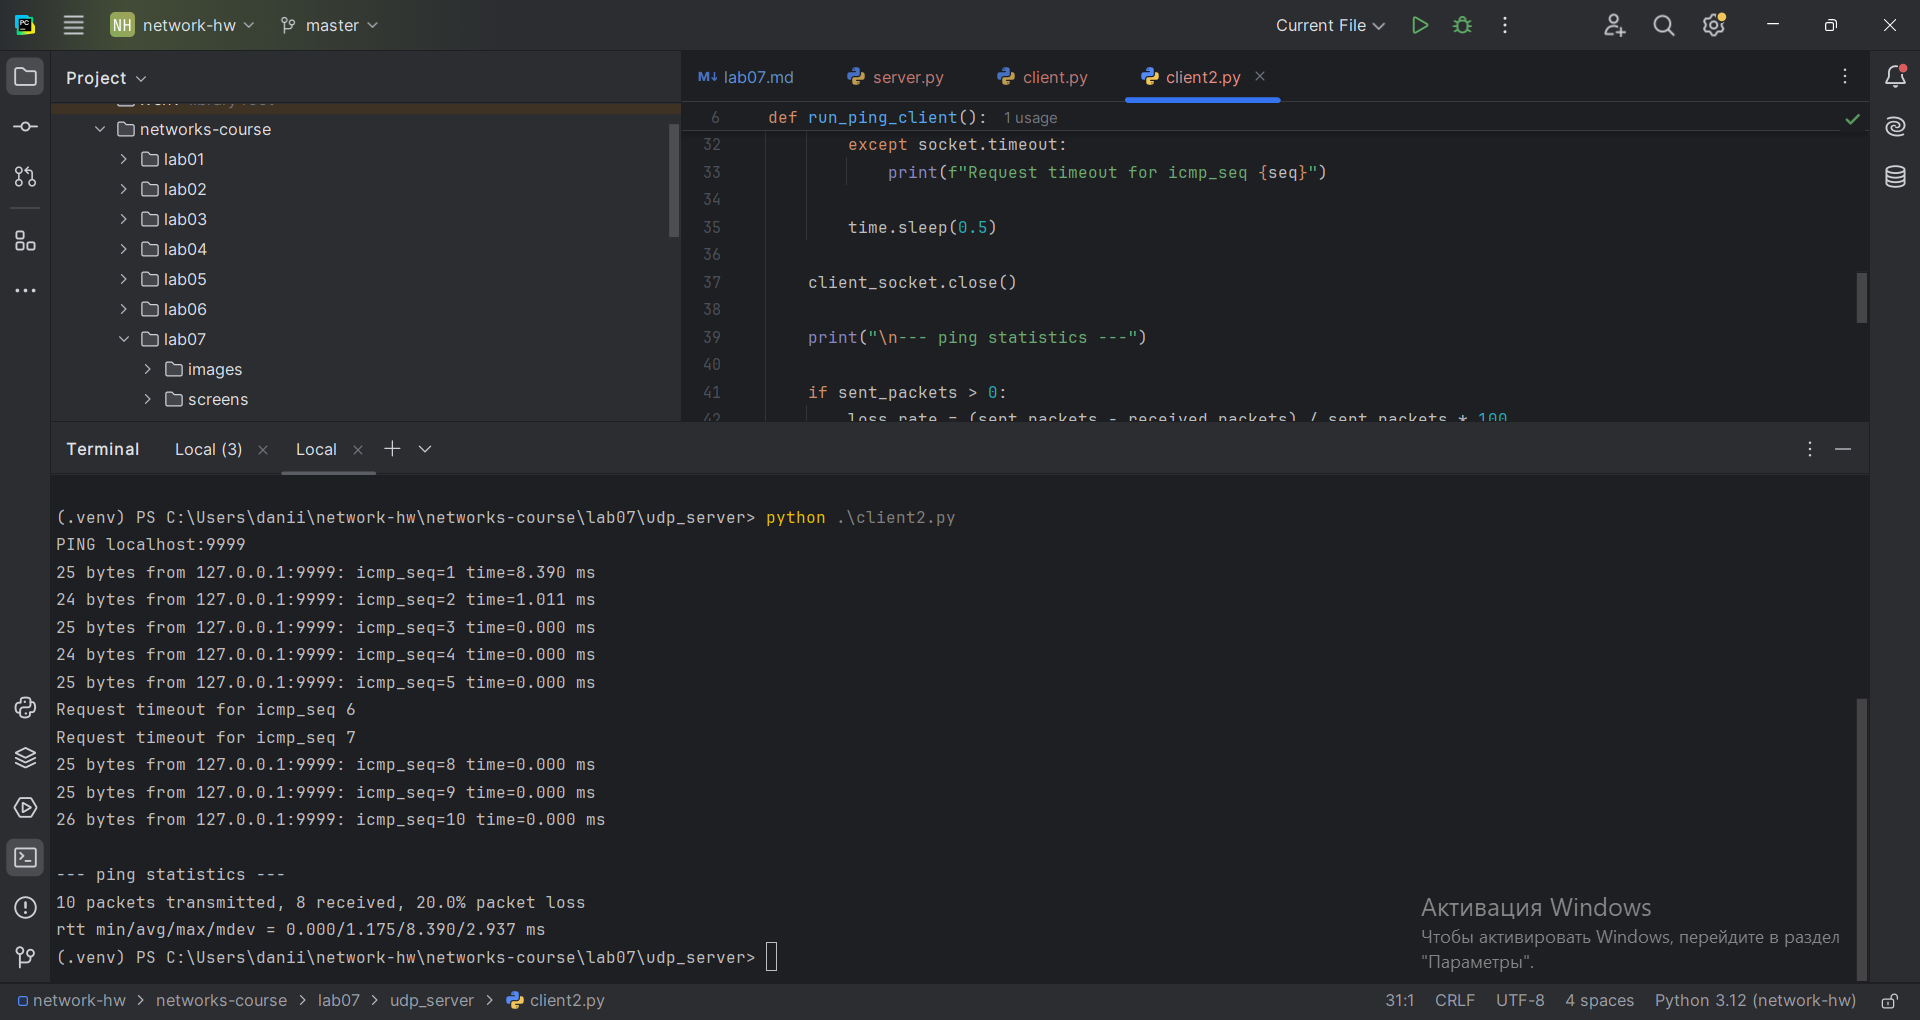 NH network-hw master Current File
Project
networks-course
lab01
lab02
lab03
lab04
lab05
lab06
lab07
images
screens
M↓ lab07.md server.py client.py client2.py
6 def run_ping_client(): 1 usage
32 except socket.timeout:
33 print(f"Request timeout for icmp_seq {seq}")
34
35 time.sleep(0.5)
36
37 client_socket.close()
38
39 print("\n--- ping statistics ---")
40
41 if sent_packets > 0:
42 loss_rate = (sent_packets - received_packets) / sent_packets * 100
Terminal Local (3) Local
(.venv) PS C:\Users\danii\network-hw\networks-course\lab07\udp_server> python .\client2.py
PING localhost:9999
25 bytes from 127.0.0.1:9999: icmp_seq=1 time=8.390 ms
24 bytes from 127.0.0.1:9999: icmp_seq=2 time=1.011 ms
25 bytes from 127.0.0.1:9999: icmp_seq=3 time=0.000 ms
24 bytes from 127.0.0.1:9999: icmp_seq=4 time=0.000 ms
25 bytes from 127.0.0.1:9999: icmp_seq=5 time=0.000 ms
Request timeout for icmp_seq 6
Request timeout for icmp_seq 7
25 bytes from 127.0.0.1:9999: icmp_seq=8 time=0.000 ms
25 bytes from 127.0.0.1:9999: icmp_seq=9 time=0.000 ms
26 bytes from 127.0.0.1:9999: icmp_seq=10 time=0.000 ms
--- ping statistics ---
10 packets transmitted, 8 received, 20.0% packet loss
rtt min/avg/max/mdev = 0.000/1.175/8.390/2.937 ms
(.venv) PS C:\Users\danii\network-hw\networks-course\lab07\udp_server>
Активация Windows
Чтобы активировать Windows, перейдите в раздел
"Параметры".
network-hw > networks-course > lab07 > udp_server > client2.py 31:1 CRLF UTF-8 4 spaces Python 3.12 (network-hw)